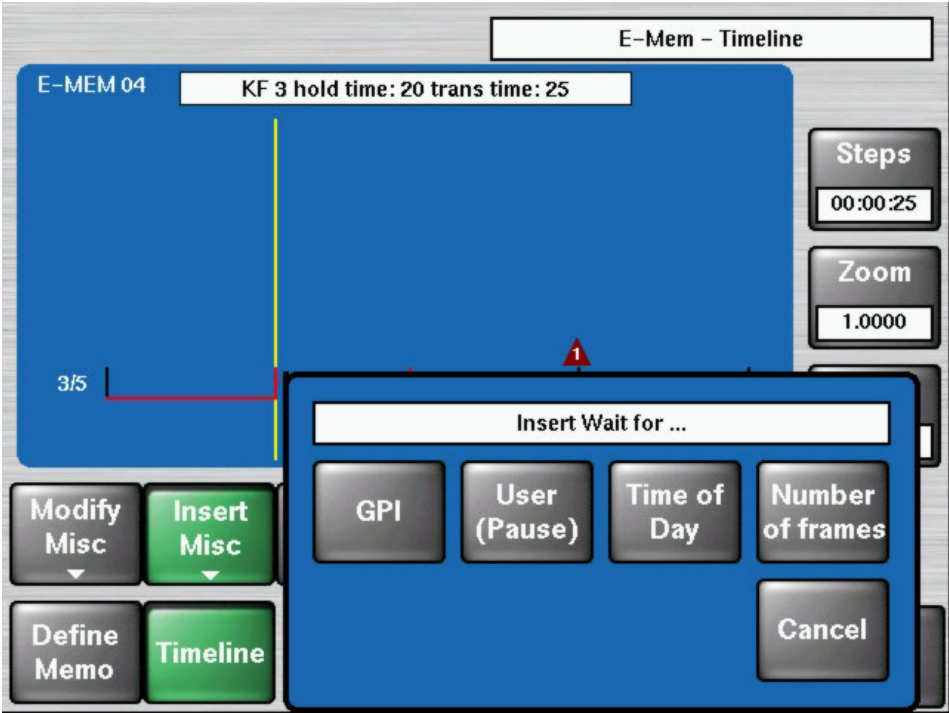 E-Mem - Timeline
E-MEM 04
KF 3 hold time: 20 trans time: 25
Steps
00:00:25
Zoom
1.0000
1
3/5
Insert Wait for ...
GPI
User
(Pause)
Time of
Day
Number
of frames
Cancel
Modify
Misc
Insert
Misc
Define
Memo
Timeline